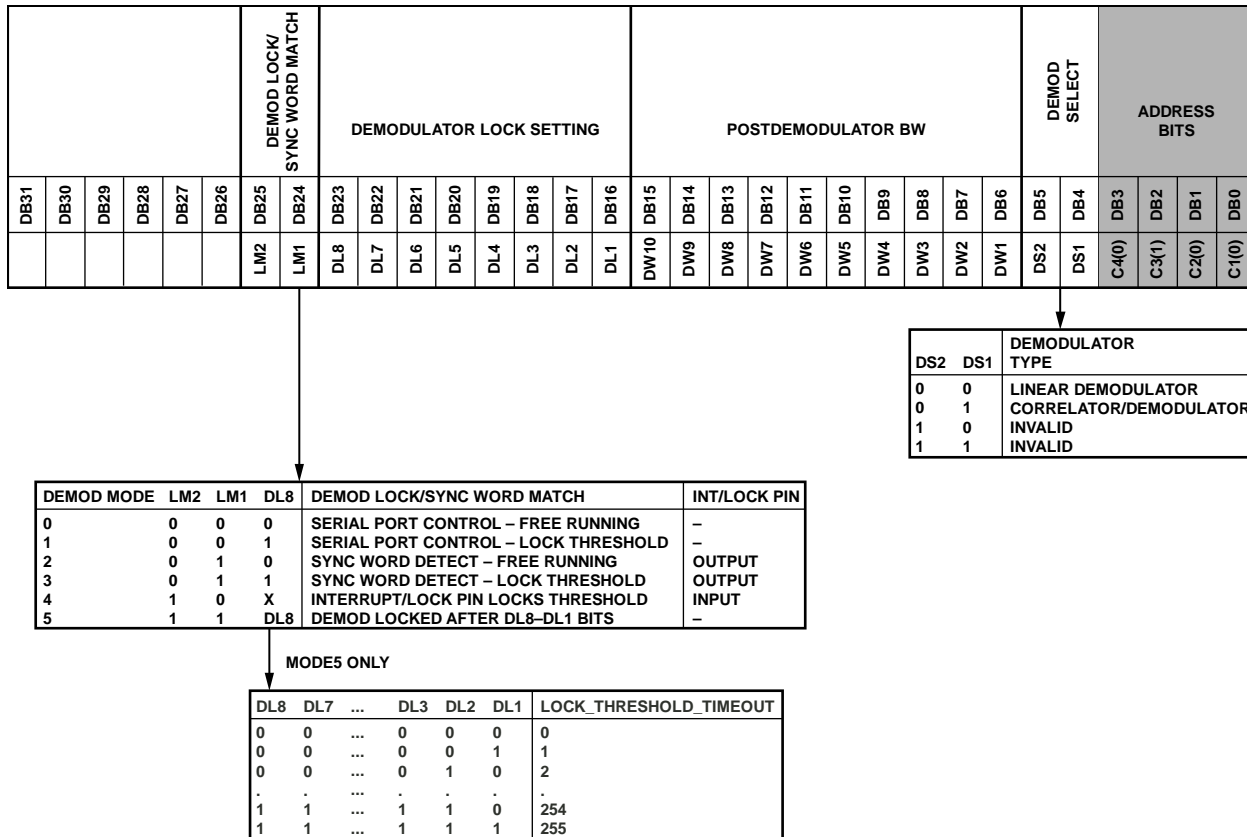 DEMOD LOCK/
SYNC WORD MATCH
DEMODULATOR LOCK SETTING
POSTDEMODULATOR BW
DEMOD
SELECT
ADDRESS
BITS
DB31 DB30 DB29 DB28 DB27 DB26 DB25 DB24 DB23 DB22 DB21 DB20 DB19 DB18 DB17 DB16 DB15 DB14 DB13 DB12 DB11 DB10 DB9 DB8 DB7 DB6 DB5 DB4 DB3 DB2 DB1 DB0
LM2 LM1 DL8 DL7 DL6 DL5 DL4 DL3 DL2 DL1 DW10 DW9 DW8 DW7 DW6 DW5 DW4 DW3 DW2 DW1 DS2 DS1 C4(0) C3(1) C2(0) C1(0)
DEMODULATOR
DS2 DS1 TYPE
0 0 LINEAR DEMODULATOR
0 1 CORRELATOR/DEMODULATOR
1 0 INVALID
1 1 INVALID
DEMOD MODE LM2 LM1 DL8 DEMOD LOCK/SYNC WORD MATCH INT/LOCK PIN
0 0 0 0 SERIAL PORT CONTROL – FREE RUNNING –
1 0 0 1 SERIAL PORT CONTROL – LOCK THRESHOLD –
2 0 1 0 SYNC WORD DETECT – FREE RUNNING OUTPUT
3 0 1 1 SYNC WORD DETECT – LOCK THRESHOLD OUTPUT
4 1 0 X INTERRUPT/LOCK PIN LOCKS THRESHOLD INPUT
5 1 1 DL8 DEMOD LOCKED AFTER DL8–DL1 BITS –
MODE5 ONLY
DL8 DL7 ... DL3 DL2 DL1 LOCK_THRESHOLD_TIMEOUT
0 0 ... 0 0 0 0
0 0 ... 0 0 1 1
0 0 ... 0 1 0 2
. . ... . . . .
1 1 ... 1 1 0 254
1 1 ... 1 1 1 255